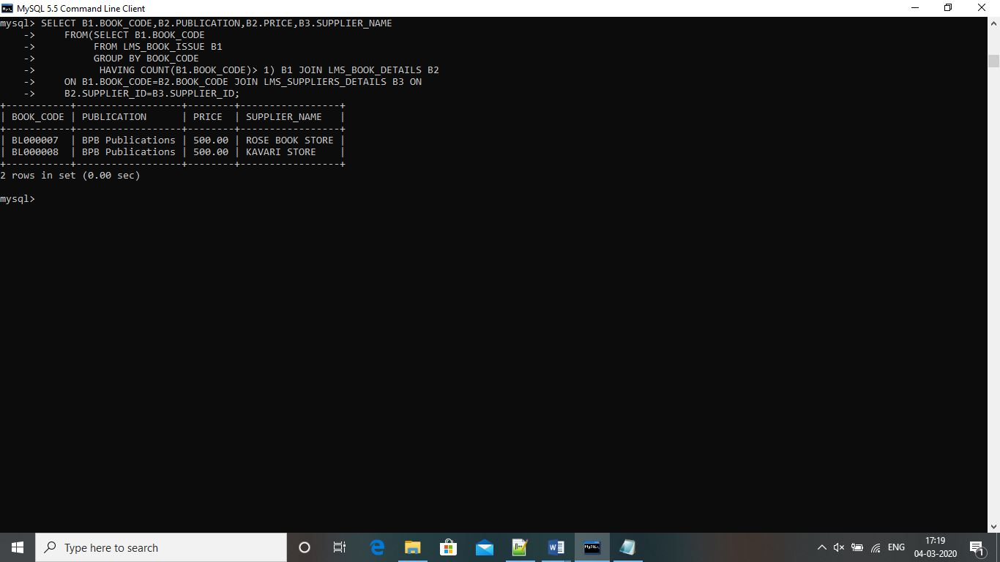 MySQL 5.5 Command Line Client
mysql> SELECT B1.BOOK_CODE,B2.PUBLICATION,B2.PRICE,B3.SUPPLIER_NAME
    ->     FROM(SELECT B1.BOOK_CODE
    ->          FROM LMS_BOOK_ISSUE B1
    ->          GROUP BY BOOK_CODE
    ->           HAVING COUNT(B1.BOOK_CODE)> 1) B1 JOIN LMS_BOOK_DETAILS B2
    ->     ON B1.BOOK_CODE=B2.BOOK_CODE JOIN LMS_SUPPLIERS_DETAILS B3 ON
    ->     B2.SUPPLIER_ID=B3.SUPPLIER_ID;
+-----------+------------------+--------+-----------------+
| BOOK_CODE | PUBLICATION      | PRICE  | SUPPLIER_NAME   |
+-----------+------------------+--------+-----------------+
| BL000007  | BPB Publications | 500.00 | ROSE BOOK STORE |
| BL000008  | BPB Publications | 500.00 | KAVARI STORE    |
+-----------+------------------+--------+-----------------+
2 rows in set (0.00 sec)
mysql>
Type here to search
ENG
17:19
04-03-2020
1